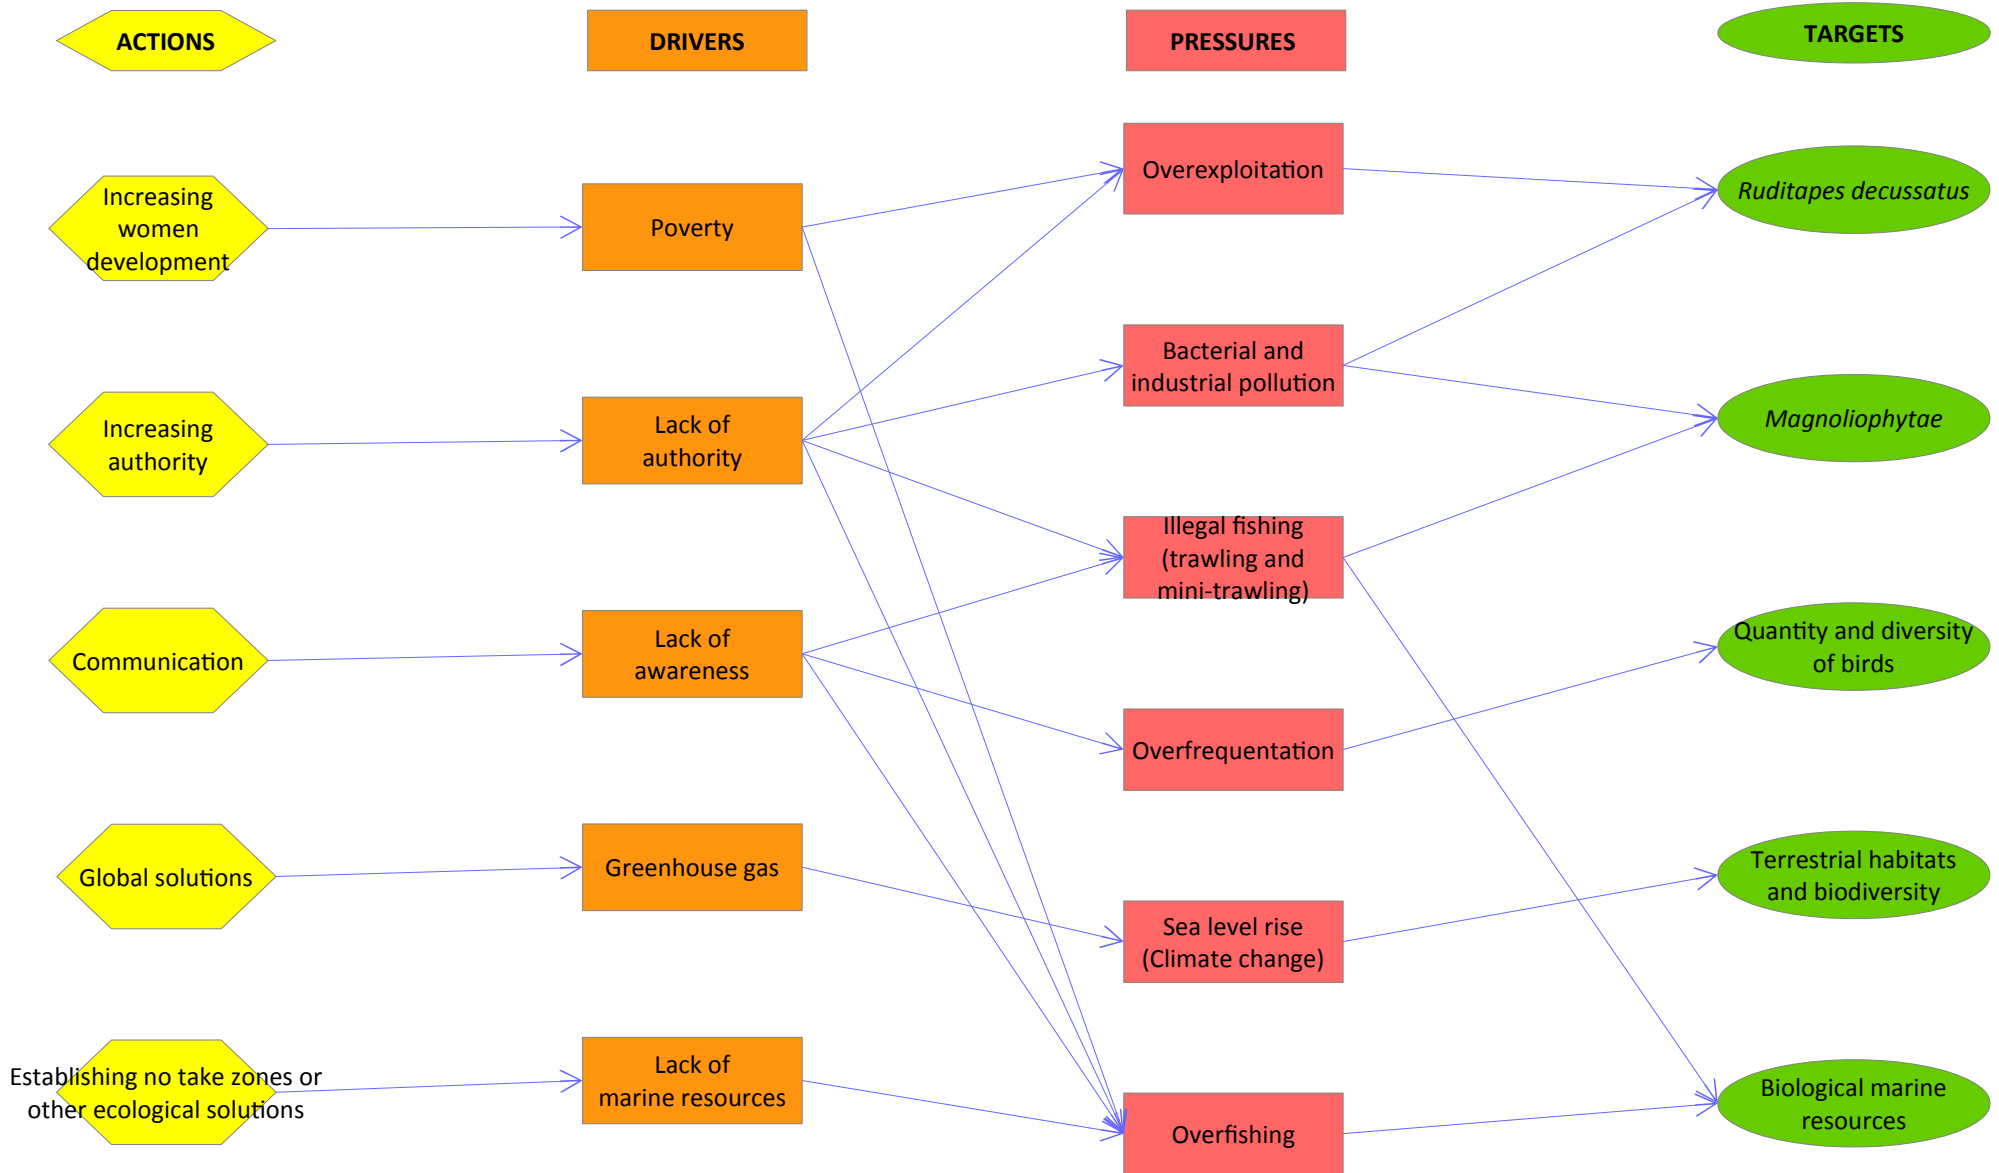 ACTIONS
DRIVERS
PRESSURES
TARGETS
Increasing
women
development
Poverty
Overexploitation
Ruditapes decussatus
Increasing
authority
Lack of
authority
Bacterial and
industrial pollution
Magnoliophytae
Communication
Lack of
awareness
Illegal fishing
(trawling and
mini-trawling)
Quantity and diversity
of birds
Overfrequentation
Global solutions
Greenhouse gas
Sea level rise
(Climate change)
Terrestrial habitats
and biodiversity
Establishing no take zones or
other ecological solutions
Lack of
marine resources
Overfishing
Biological marine
resources